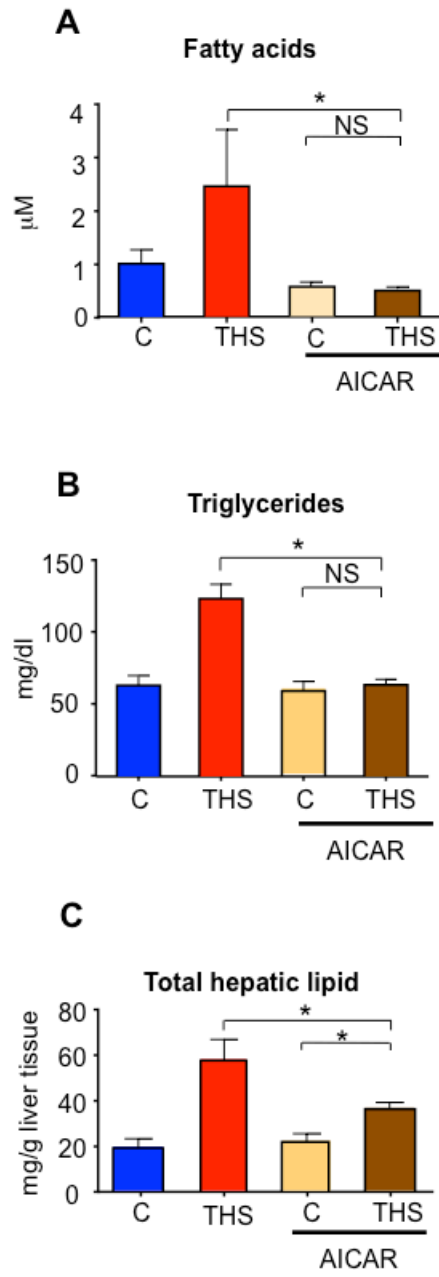 A
Fatty acids
*
NS
4
3
2
1
0
µM
C THS C THS
AICAR
B
Triglycerides
*
NS
150
100
50
0
mg/dl
C THS C THS
AICAR
C
Total hepatic lipid
*
*
80
60
40
20
0
mg/g liver tissue
C THS C THS
AICAR